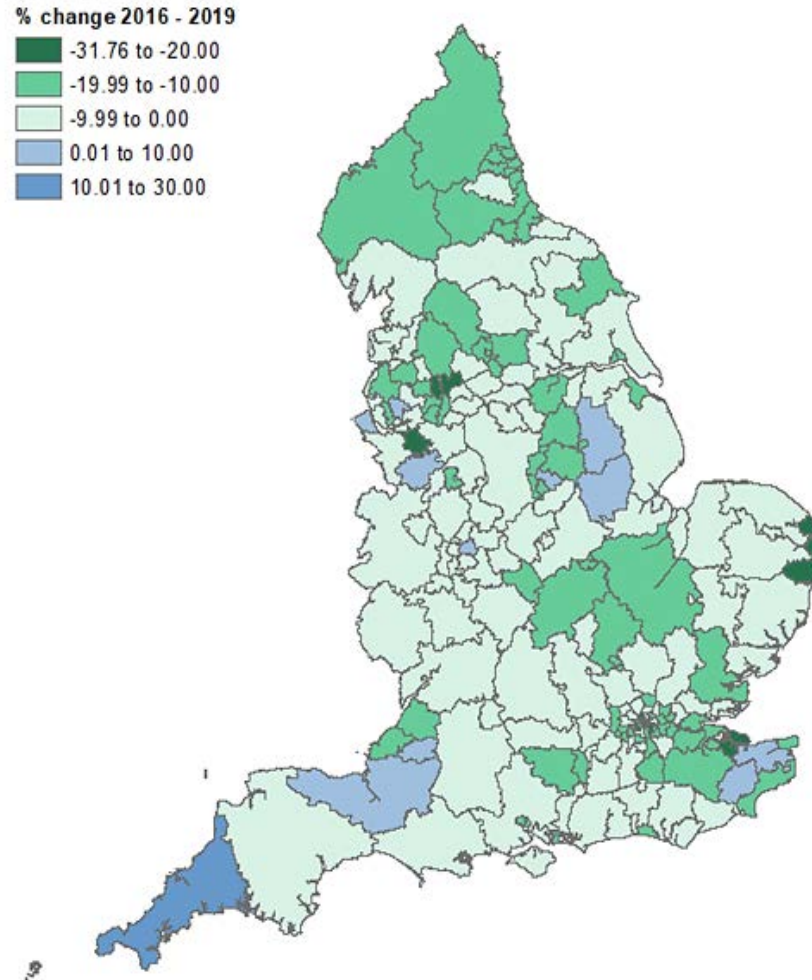 % change 2016 - 2019
-31.76 to -20.00
-19.99 to -10.00
-9.99 to 0.00
0.01 to 10.00
10.01 to 30.00